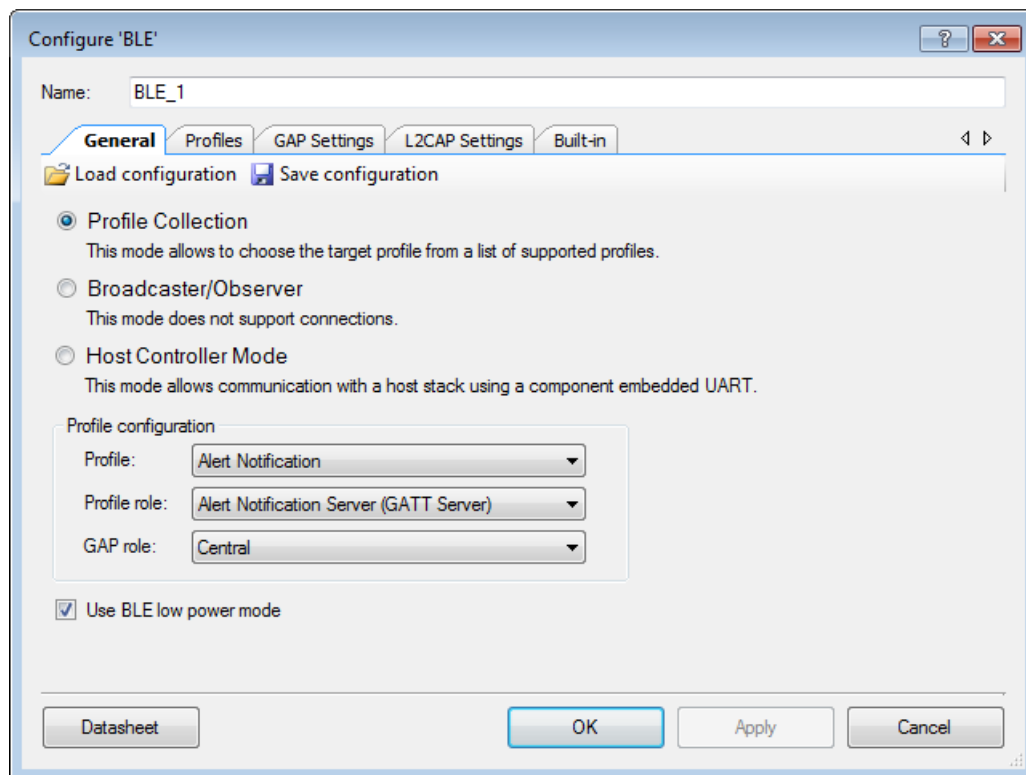 Configure 'BLE'
Name: BLE_1
General Profiles GAP Settings L2CAP Settings Built-in
Load configuration Save configuration
Profile Collection
This mode allows to choose the target profile from a list of supported profiles.
Broadcaster/Observer
This mode does not support connections.
Host Controller Mode
This mode allows communication with a host stack using a component embedded UART.
Profile configuration
Profile: Alert Notification
Profile role: Alert Notification Server (GATT Server)
GAP role: Central
Use BLE low power mode
Datasheet OK Apply Cancel